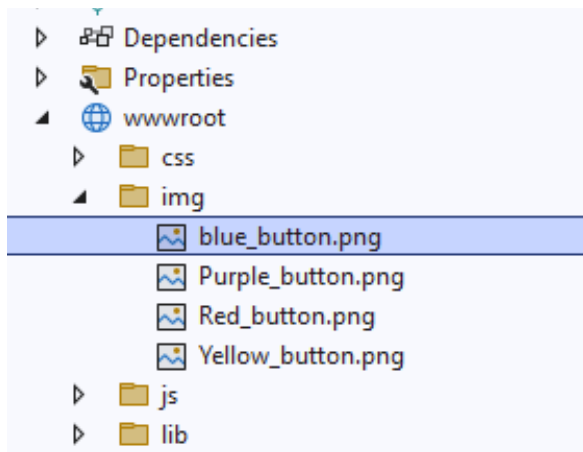 Dependencies
Properties
wwwroot
css
img
blue_button.png
Purple_button.png
Red_button.png
Yellow_button.png
js
lib